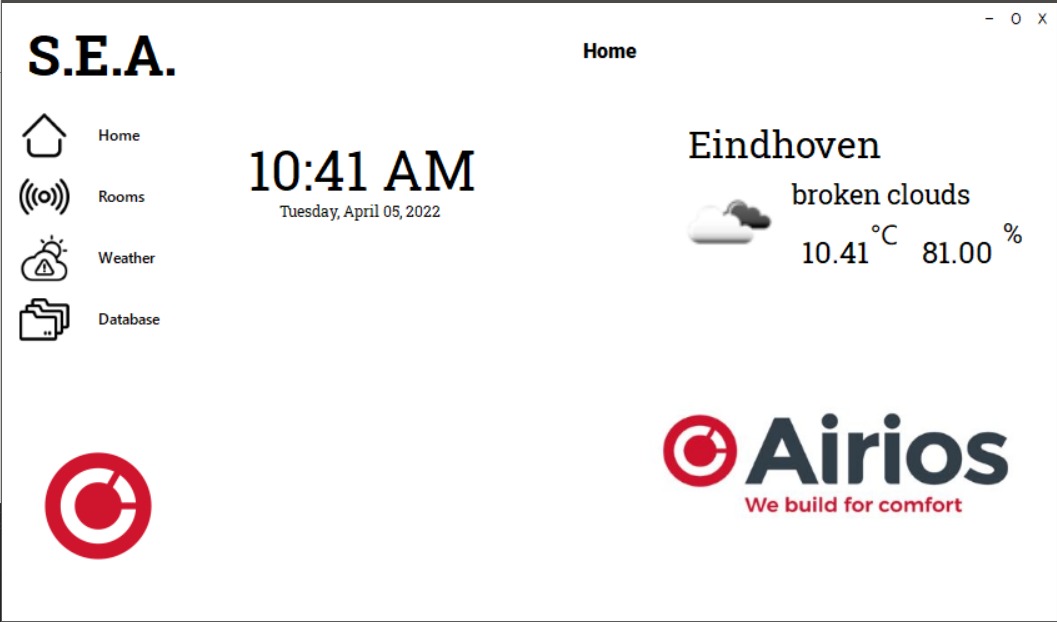 – O X
S.E.A.
Home
Home
Rooms
Weather
Database
10:41 AM
Tuesday, April 05, 2022
Eindhoven
broken clouds
10.41 °C 81.00 %
Airios
We build for comfort